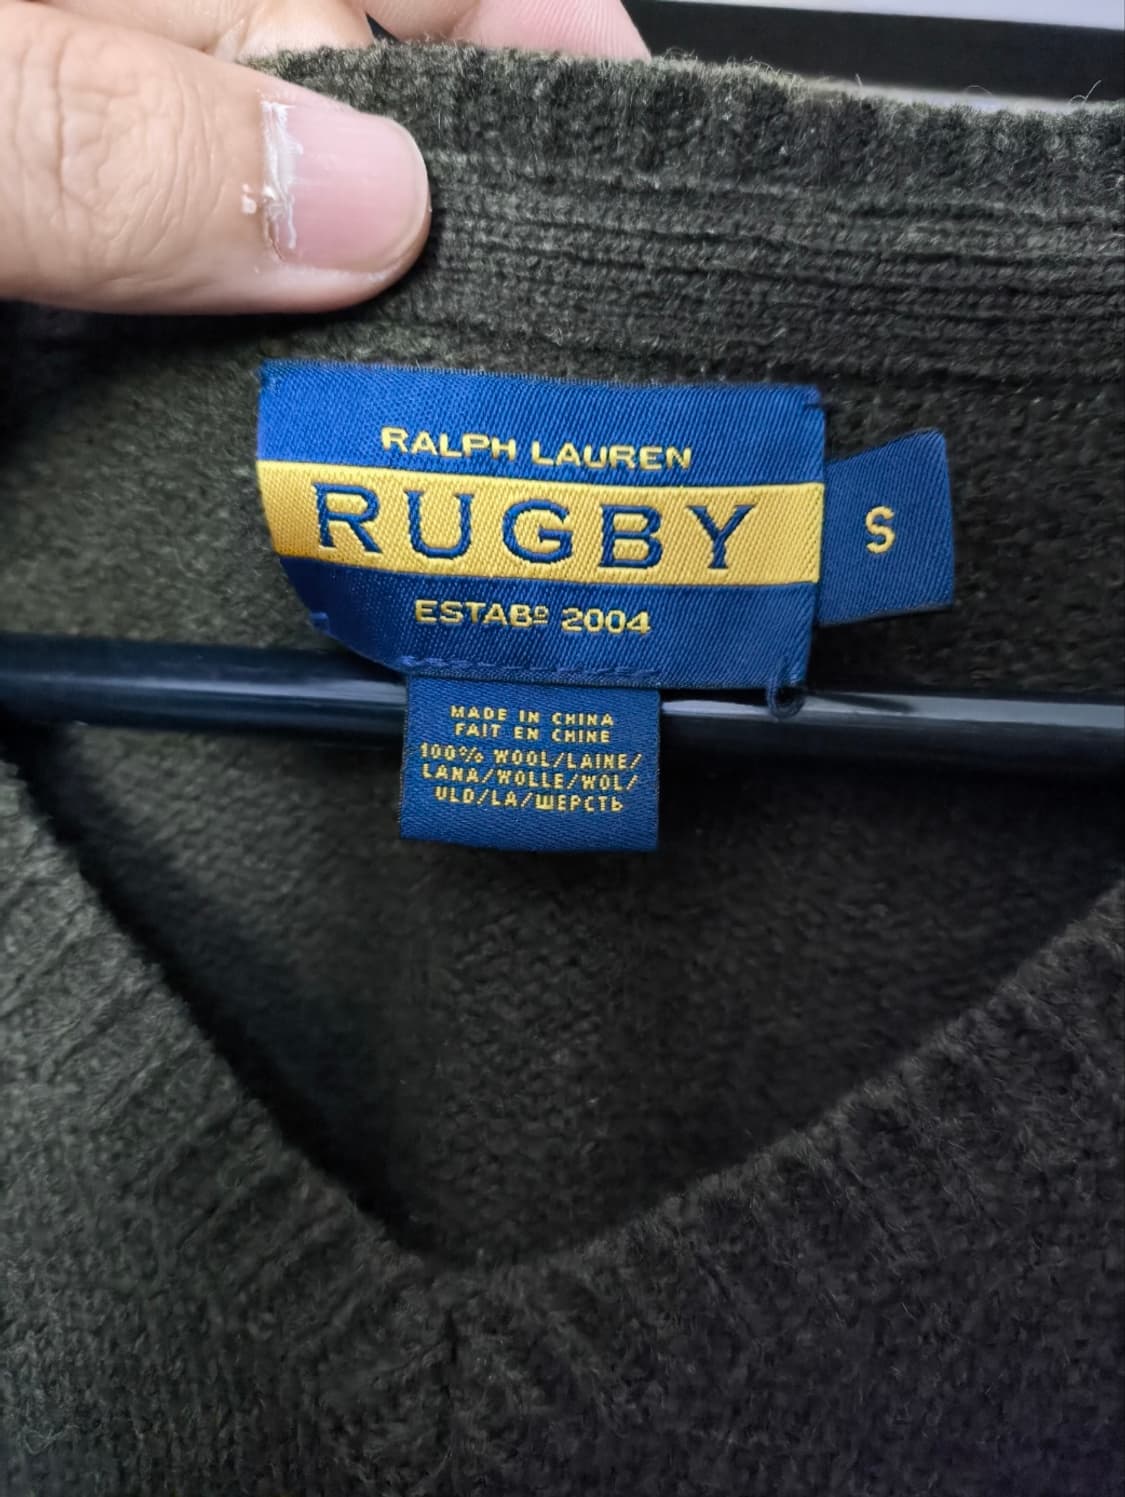 RALPH LAUREN
RUGBY
ESTABº 2004
S
MADE IN CHINA
FAIT EN CHINE
100% WOOL/LAINE/
LANA/WOLLE/WOL/
ULD/LA/ШЕРСТЬ